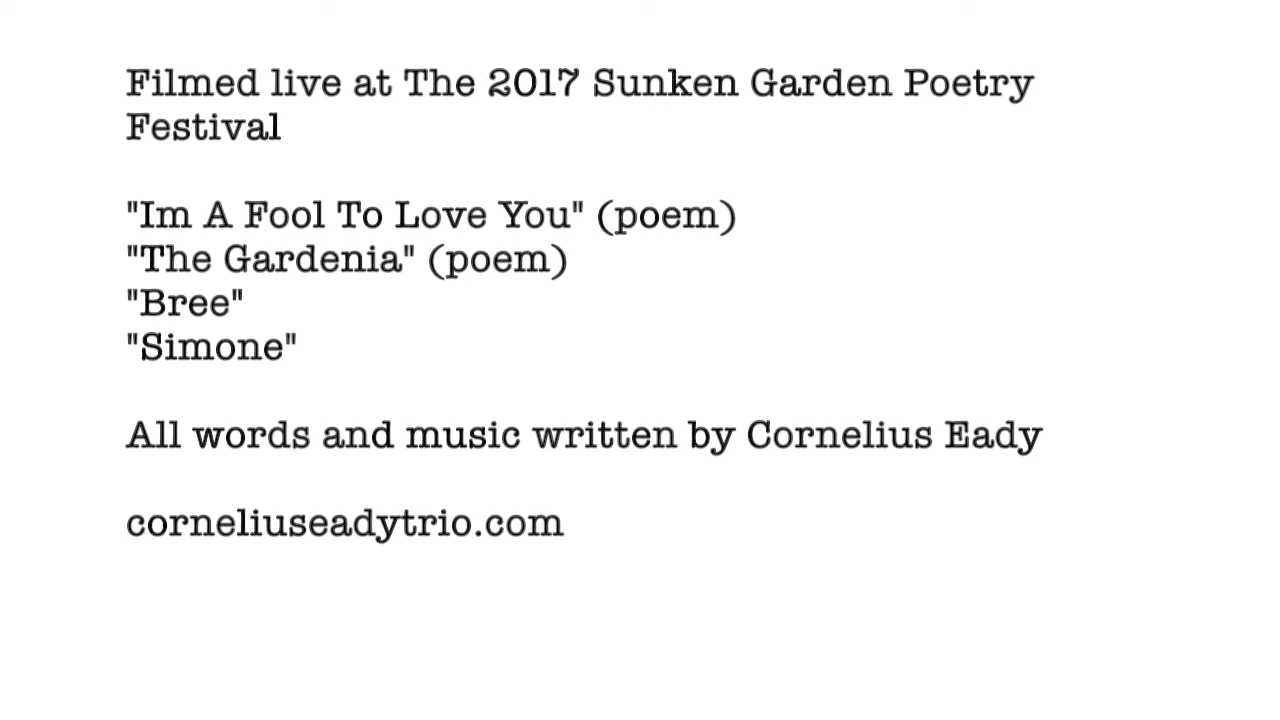 Filmed live at The 2017 Sunken Garden Poetry
Festival
"Im A Fool To Love You" (poem)
"The Gardenia" (poem)
"Bree"
"Simone"
All words and music written by Cornelius Eady
corneliuseadytrio.com